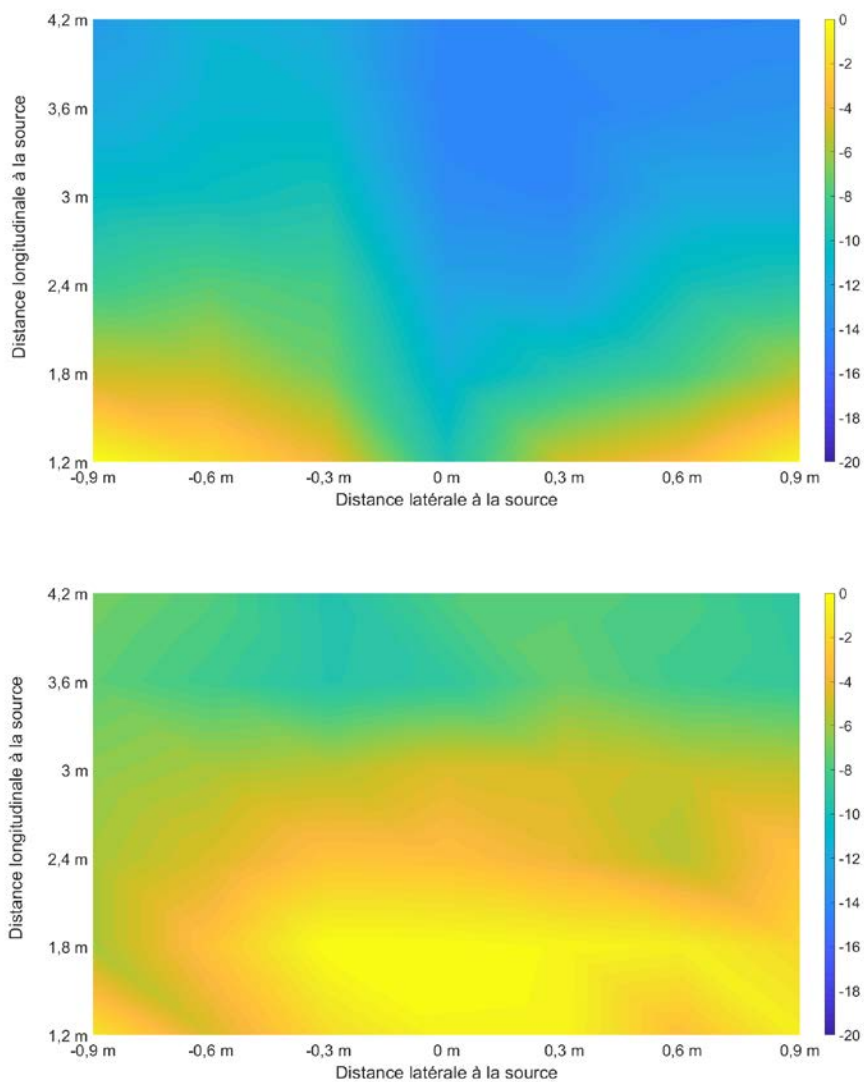 4,2 m
3,6 m
3 m
2,4 m
1,8 m
1,2 m
Distance longitudinale à la source
-0,9 m -0,6 m -0,3 m 0 m 0,3 m 0,6 m 0,9 m
Distance latérale à la source
0
-2
-4
-6
-8
-10
-12
-14
-16
-18
-20
4,2 m
3,6 m
3 m
2,4 m
1,8 m
1,2 m
Distance longitudinale à la source
-0,9 m -0,6 m -0,3 m 0 m 0,3 m 0,6 m 0,9 m
Distance latérale à la source
0
-2
-4
-6
-8
-10
-12
-14
-16
-18
-20